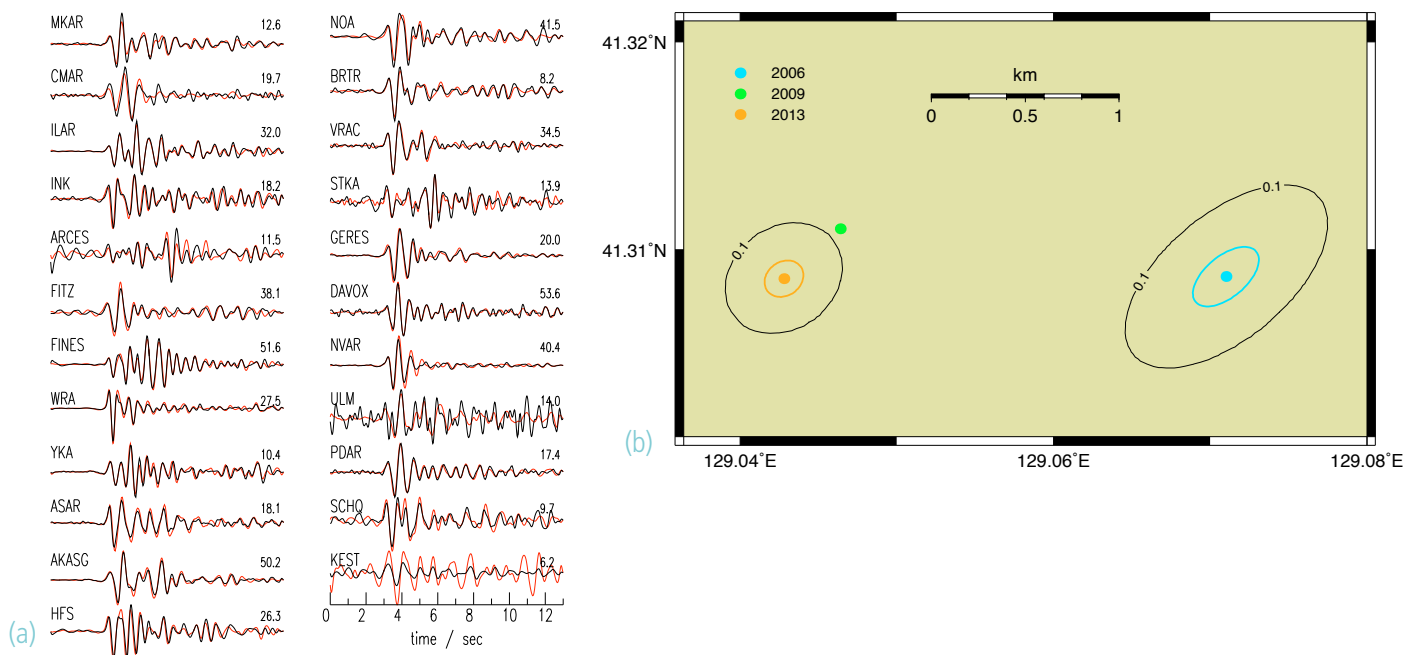 MKAR 12.6
CMAR 19.7
ILAR 32.0
INK 18.2
ARCES 11.5
FITZ 38.1
FINES 51.6
WRA 27.5
YKA 10.4
ASAR 18.1
AKASG 50.2
HFS 26.3
(a)
NOA 41.5
BRTR 8.2
VRAC 34.5
STKA 13.9
GERES 20.0
DAVOX 53.6
NVAR 40.4
ULM 14.0
PDAR 17.4
SCHQ 9.7
KEST 6.2
0 2 4 6 8 10 12
time / sec
41.32°N
41.31°N
2006
2009
2013
km
0 0.5 1
0.1
0.1
0.1
(b)
129.04°E 129.06°E 129.08°E